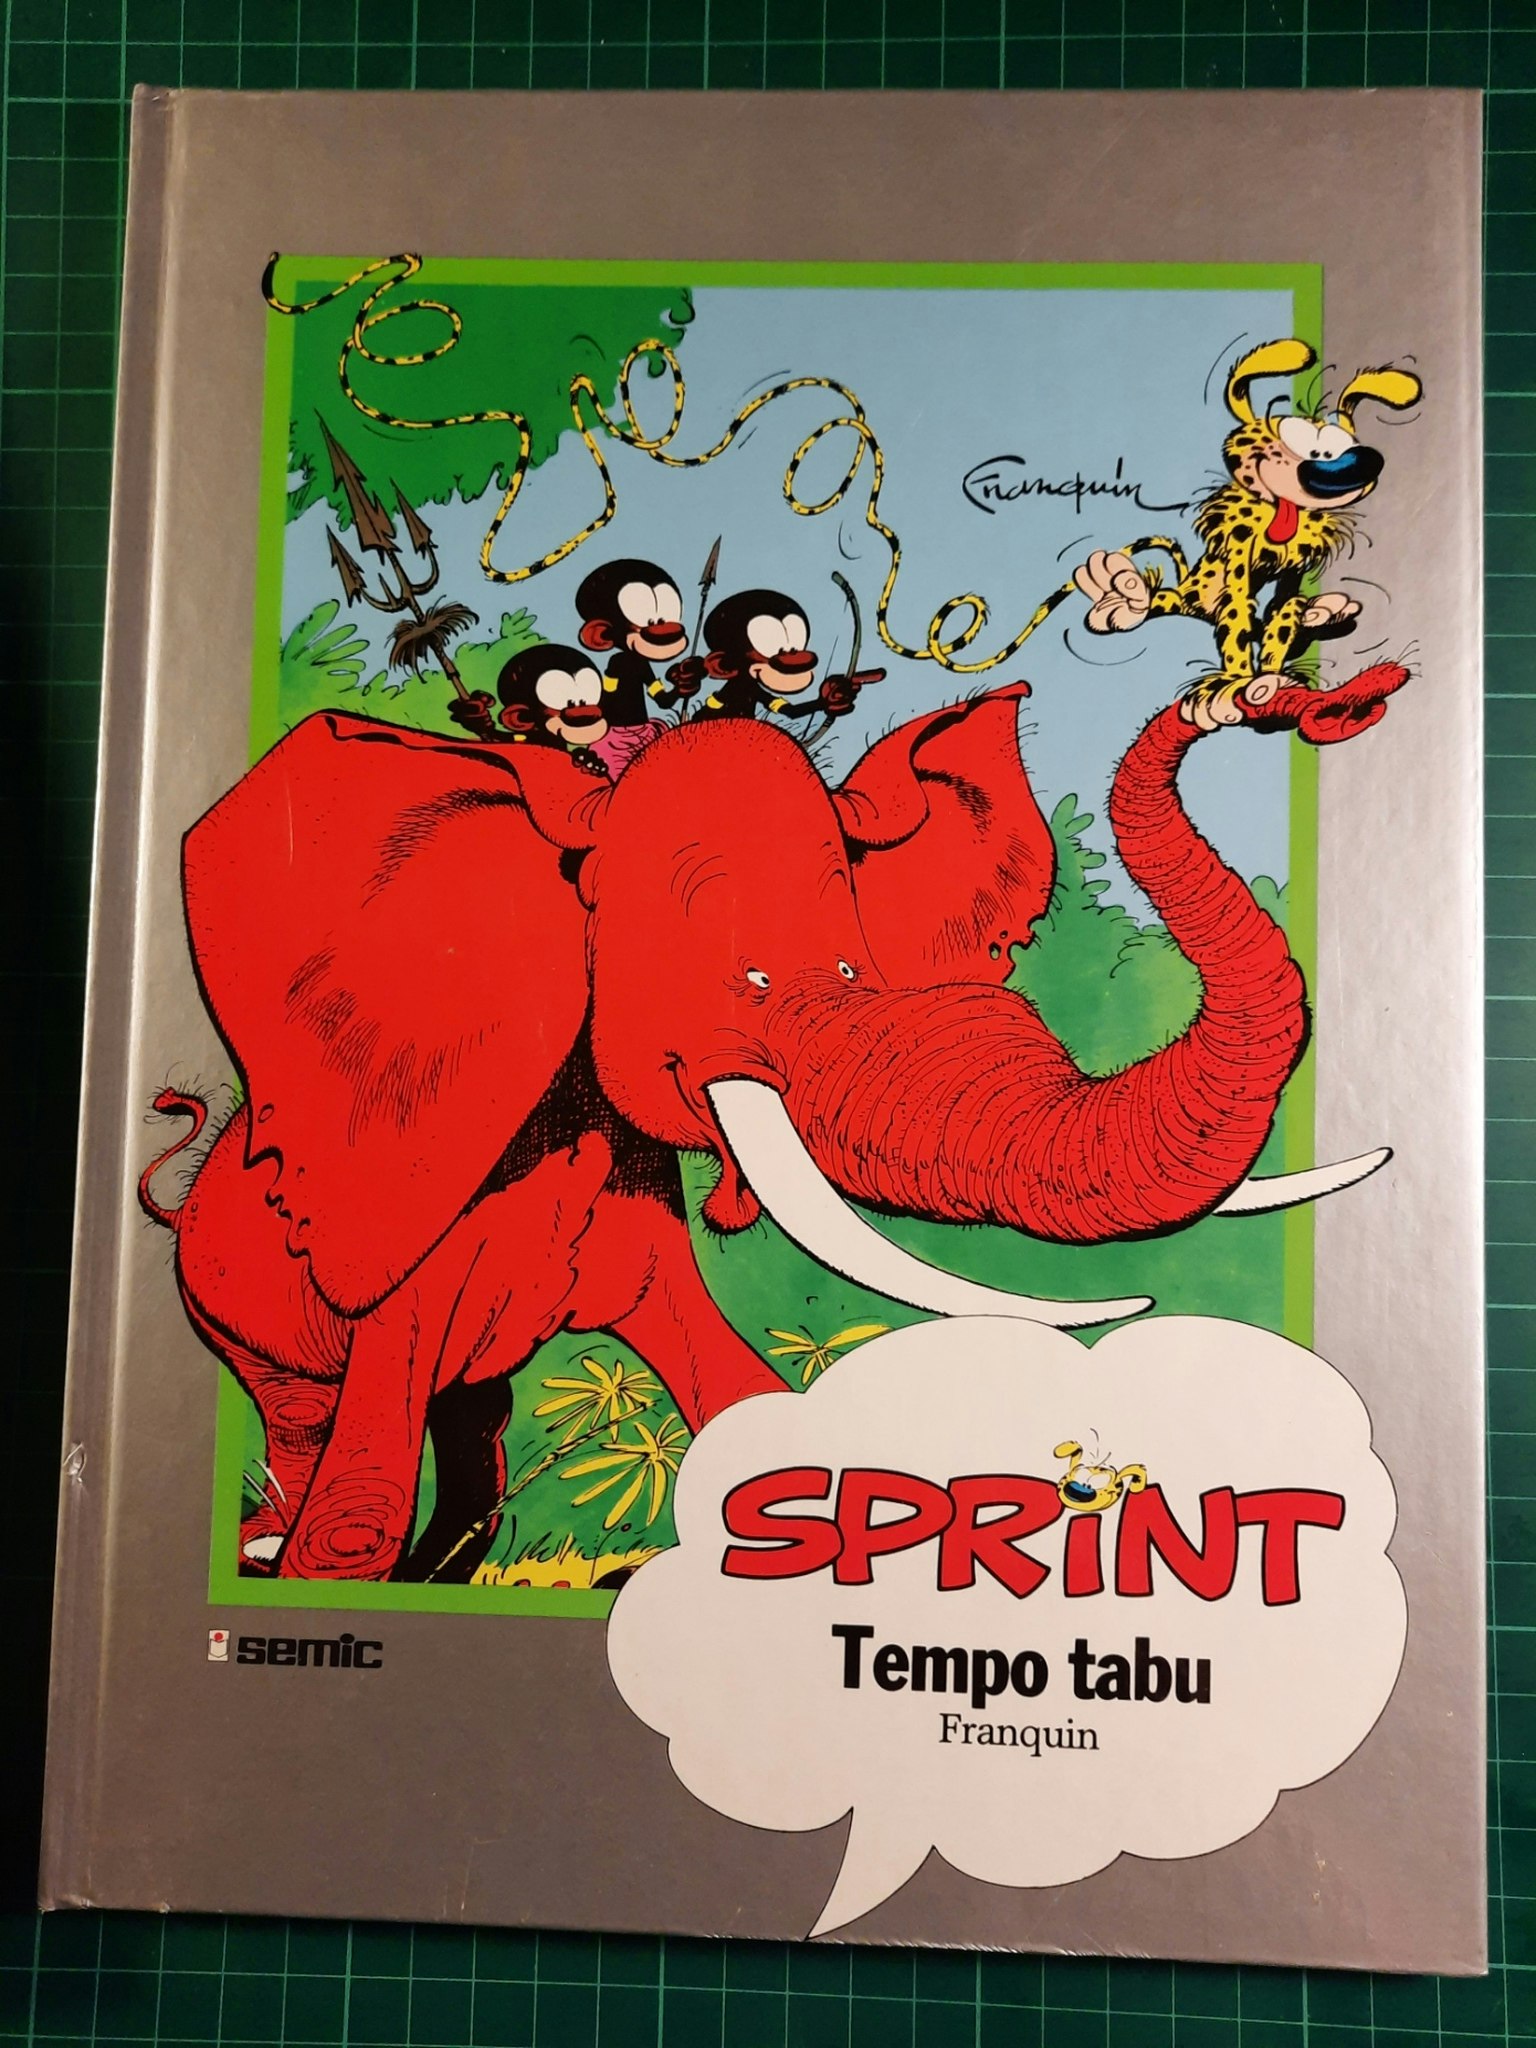 Franquin
SPRiNT
Tempo tabu
Franquin
semic